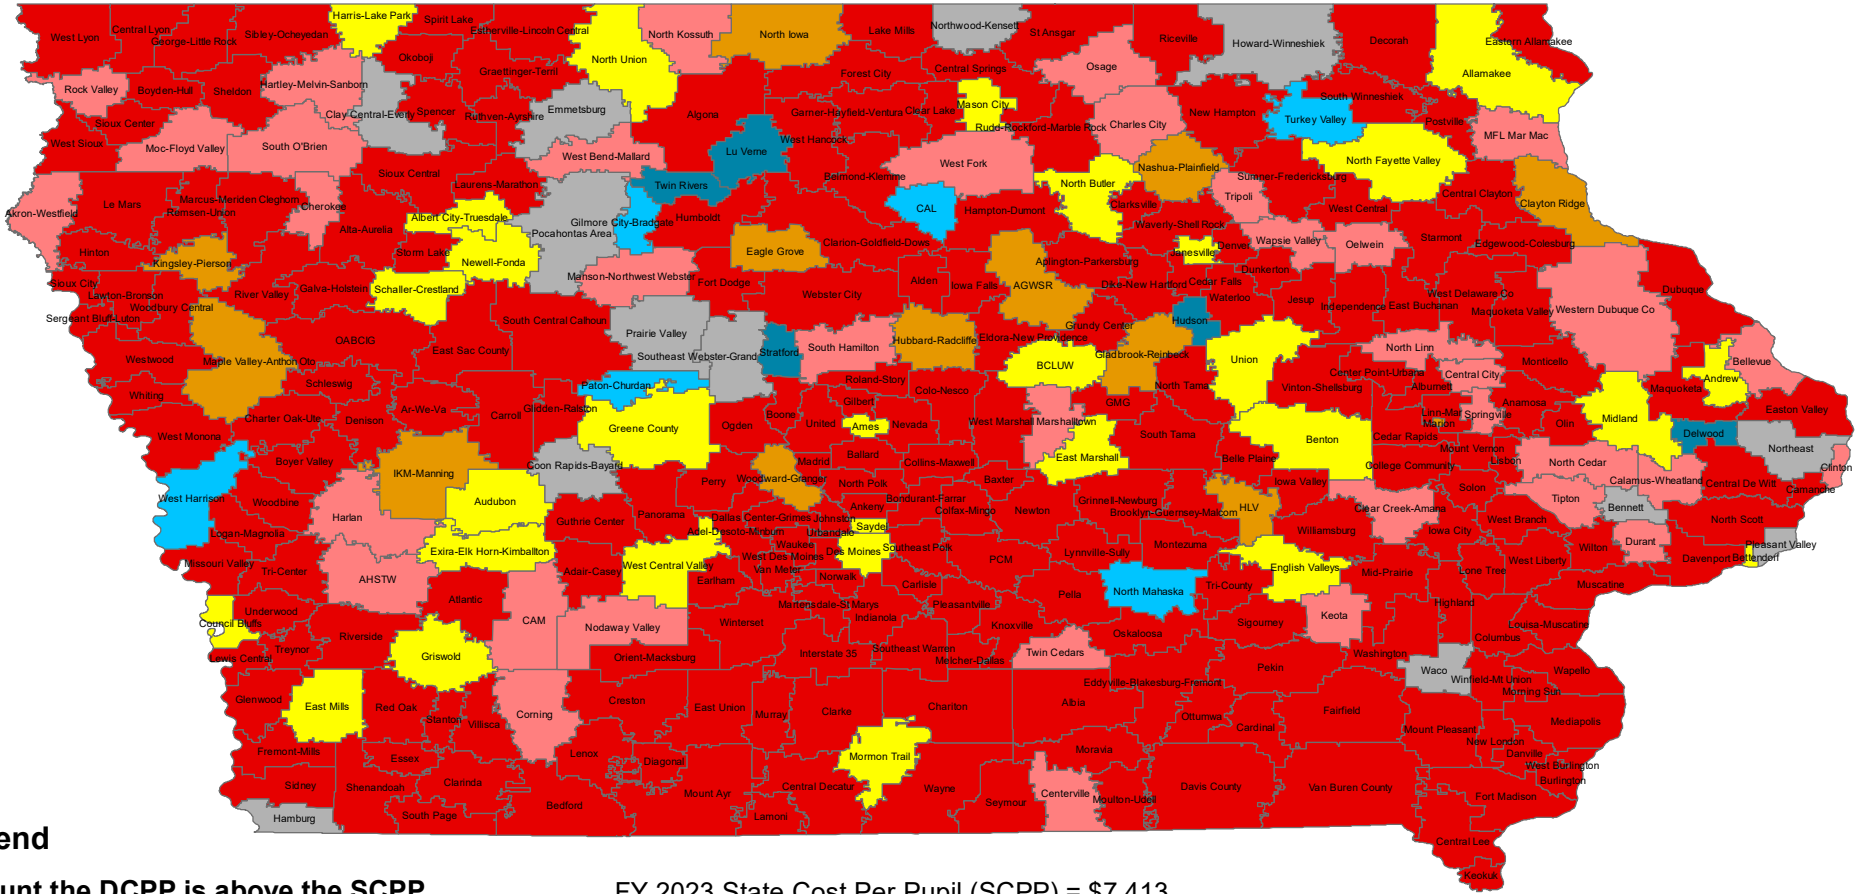 West Lyon
Central Lyon
George-Little Rock
Sibley-Ocheyedan
Harris-Lake Park
Spirit Lake
Estherville-Lincoln Central
North Union
North Kossuth
North Iowa
Lake Mills
Northwood-Kensett
St Ansgar
Riceville
Howard-Winneshiek
Decorah
Eastern Allamakee
Allamakee
Okoboji
Graettinger-Terril
Forest City
Central Springs
Osage
Rock Valley
Boyden-Hull
Sheldon
Hartley-Melvin-Sanborn
Clay Central-Everly
Spencer
Ruthven-Ayrshire
Emmetsburg
Algona
Garner-Hayfield-Ventura
Clear Lake
Mason City
Rudd-Rockford-Marble Rock
Charles City
New Hampton
Turkey Valley
South Winneshiek
Postville
MFL Mar Mac
Sioux Center
West Sioux
Moc-Floyd Valley
South O'Brien
Sioux Central
West Bend-Mallard
Lu Verne
West Hancock
Belmond-Klemme
West Fork
North Butler
Nashua-Plainfield
Tripoli
Sumner-Fredericksburg
North Fayette Valley
Central Clayton
Clayton Ridge
Akron-Westfield
Le Mars
Marcus-Meriden Cleghorn
Remsen-Union
Cherokee
Alta-Aurelia
Laurens-Marathon
Albert City-Truesdale
Twin Rivers
Gilmore City-Bradgate
Humboldt
Pocahontas Area
CAL
Hampton-Dumont
Clarksville
Waverly-Shell Rock
West Central
Starmont
Edgewood-Colesburg
Hinton
Kingsley-Pierson
Storm Lake
Newell-Fonda
Eagle Grove
Clarion-Goldfield-Dows
Aplington-Parkersburg
Janesville
Denver
Wapsie Valley
Oelwein
Dunkerton
Sioux City
Lawton-Bronson
Woodbury Central
River Valley
Galva-Holstein
Schaller-Crestland
Manson-Northwest Webster
Fort Dodge
Webster City
Alden
Iowa Falls
AGWSR
Dike-New Hartford
Cedar Falls
Waterloo
Jesup
Independence
East Buchanan
West Delaware Co
Maquoketa Valley
Western Dubuque Co
Dubuque
Sergeant Bluff-Luton
Westwood
Maple Valley-Anthon Oto
OABCIG
East Sac County
South Central Calhoun
Prairie Valley
Southeast Webster-Grand
Stratford
South Hamilton
Hubbard-Radcliffe
Eldora-New Providence
Grundy Center
Gladbrook-Reinbeck
Hudson
Union
BCLUW
North Linn
Center Point-Urbana
Central City
Monticello
Bellevue
Andrew
Maquoketa
Whiting
Schleswig
Charter Oak-Ute
Denison
Ar-We-Va
Carroll
Glidden-Ralston
Paton-Churdan
Greene County
Ogden
Boone
Roland-Story
Gilbert
United
Ames
Nevada
Colo-Nesco
West Marshall
Marshalltown
GMG
North Tama
South Tama
Vinton-Shellsburg
Benton
Alburnett
Linn-Mar
Marion
Springville
Anamosa
Olin
Midland
Delwood
Easton Valley
Northeast
West Monona
Boyer Valley
IKM-Manning
Coon Rapids-Bayard
Perry
Woodward-Granger
Madrid
Ballard
North Polk
Collins-Maxwell
Baxter
East Marshall
Belle Plaine
Cedar Rapids
College Community
Mount Vernon
Lisbon
North Cedar
Calamus-Wheatland
Central De Witt
Clinton
Camanche
West Harrison
Woodbine
Harlan
Audubon
Guthrie Center
Panorama
Dallas Center-Grimes
Johnston
Ankeny
Bondurant-Farrar
Colfax-Mingo
Newton
Grinnell-Newburg
Brooklyn-Guernsey-Malcom
HLV
Iowa Valley
Williamsburg
Clear Creek-Amana
Solon
Iowa City
West Branch
Tipton
Bennett
North Scott
Pleasant Valley
Logan-Magnolia
Missouri Valley
Tri-Center
Exira-Elk Horn-Kimballton
AHSTW
Adair-Casey
Adel-Desoto-Minburn
West Central Valley
Earlham
Waukee
Urbandale
Saydel
West Des Moines
Des Moines
Southeast Polk
Van Meter
Norwalk
Carlisle
PCM
Lynnville-Sully
Montezuma
Tri-County
English Valleys
Mid-Prairie
Lone Tree
West Liberty
Wilton
Durant
Davenport
Bettendorf
Muscatine
Council Bluffs
Underwood
Treynor
Riverside
Atlantic
CAM
Nodaway Valley
Winterset
Martensdale-St Marys
Indianola
Pleasantville
Knoxville
Pella
North Mahaska
Oskaloosa
Sigourney
Keota
Highland
Columbus
Louisa-Muscatine
Lewis Central
Griswold
Orient-Macksburg
Interstate 35
Southeast Warren
Melcher-Dallas
Twin Cedars
Eddyville-Blakesburg-Fremont
Pekin
Washington
Waco
Winfield-Mt Union
Morning Sun
Wapello
Glenwood
East Mills
Red Oak
Stanton
Villisca
Corning
Creston
East Union
Murray
Clarke
Chariton
Albia
Ottumwa
Cardinal
Fairfield
Mount Pleasant
New London
Mediapolis
Danville
West Burlington
Burlington
Fremont-Mills
Essex
Lenox
Diagonal
Mormon Trail
Moravia
Sidney
Shenandoah
Clarinda
Bedford
Mount Ayr
Central Decatur
Wayne
Seymour
Centerville
Moulton-Udell
Davis County
Van Buren County
Fort Madison
Hamburg
South Page
Lamoni
Central Lee
Keokuk
end
unt the DCPP is above the SCPP
FY 2023 State Cost Per Pupil (SCPP) = $7,413